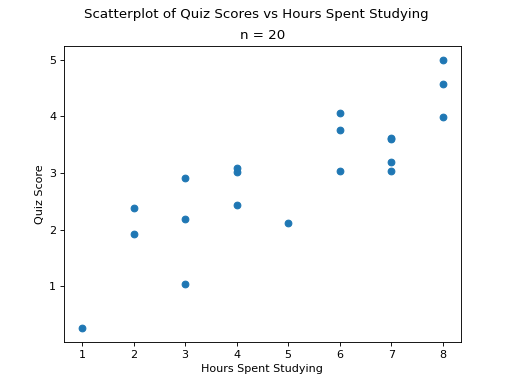 Scatterplot of Quiz Scores vs Hours Spent Studying
n = 20
5
4
3
2
1
Quiz Score
1 2 3 4 5 6 7 8
Hours Spent Studying